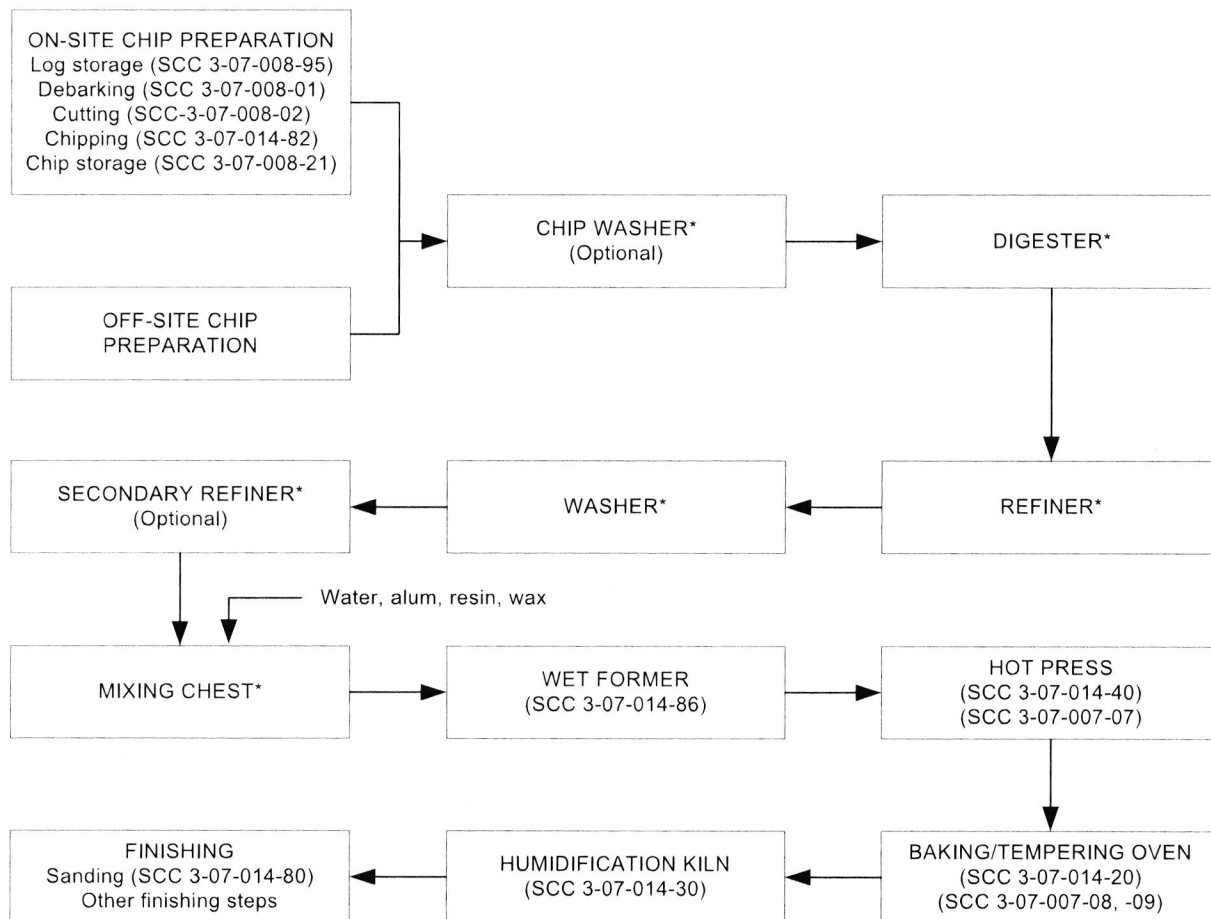 ON-SITE CHIP PREPARATION
Log storage (SCC 3-07-008-95)
Debarking (SCC 3-07-008-01)
Cutting (SCC-3-07-008-02)
Chipping (SCC 3-07-014-82)
Chip storage (SCC 3-07-008-21)
OFF-SITE CHIP
PREPARATION
CHIP WASHER*
(Optional)
DIGESTER*
REFINER*
WASHER*
SECONDARY REFINER*
(Optional)
Water, alum, resin, wax
MIXING CHEST*
WET FORMER
(SCC 3-07-014-86)
HOT PRESS
(SCC 3-07-014-40)
(SCC 3-07-007-07)
BAKING/TEMPERING OVEN
(SCC 3-07-014-20)
(SCC 3-07-007-08, -09)
HUMIDIFICATION KILN
(SCC 3-07-014-30)
FINISHING
Sanding (SCC 3-07-014-80)
Other finishing steps